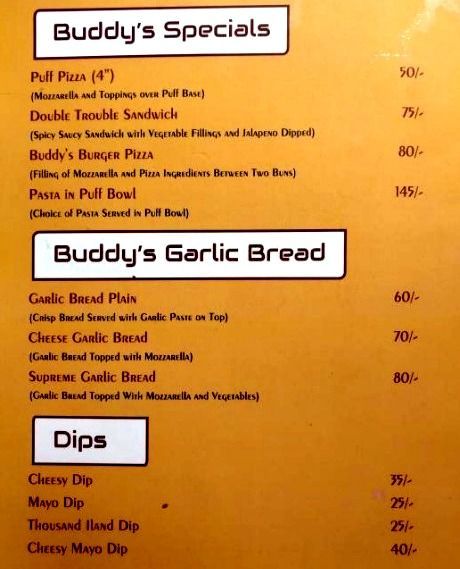 Buddy's Specials
Puff Pizza (4") 50/-
(Mozzarella and Toppings over Puff Base)
Double Trouble Sandwich 75/-
(Spicy Saucy Sandwich with Vegetable Fillings and Jalapeno Dipped)
Buddy's Burger Pizza 80/-
(Filling of Mozzarella and Pizza Ingredients Between Two Buns)
Pasta in Puff Bowl 145/-
(Choice of Pasta Served in Puff Bowl)
Buddy's Garlic Bread
Garlic Bread Plain 60/-
(Crisp Bread Served with Garlic Paste on Top)
Cheese Garlic Bread 70/-
(Garlic Bread Topped with Mozzarella)
Supreme Garlic Bread 80/-
(Garlic Bread Topped With Mozzarella and Vegetables)
Dips
Cheesy Dip 35/-
Mayo Dip 25/-
Thousand Iland Dip 25/-
Cheesy Mayo Dip 40/-